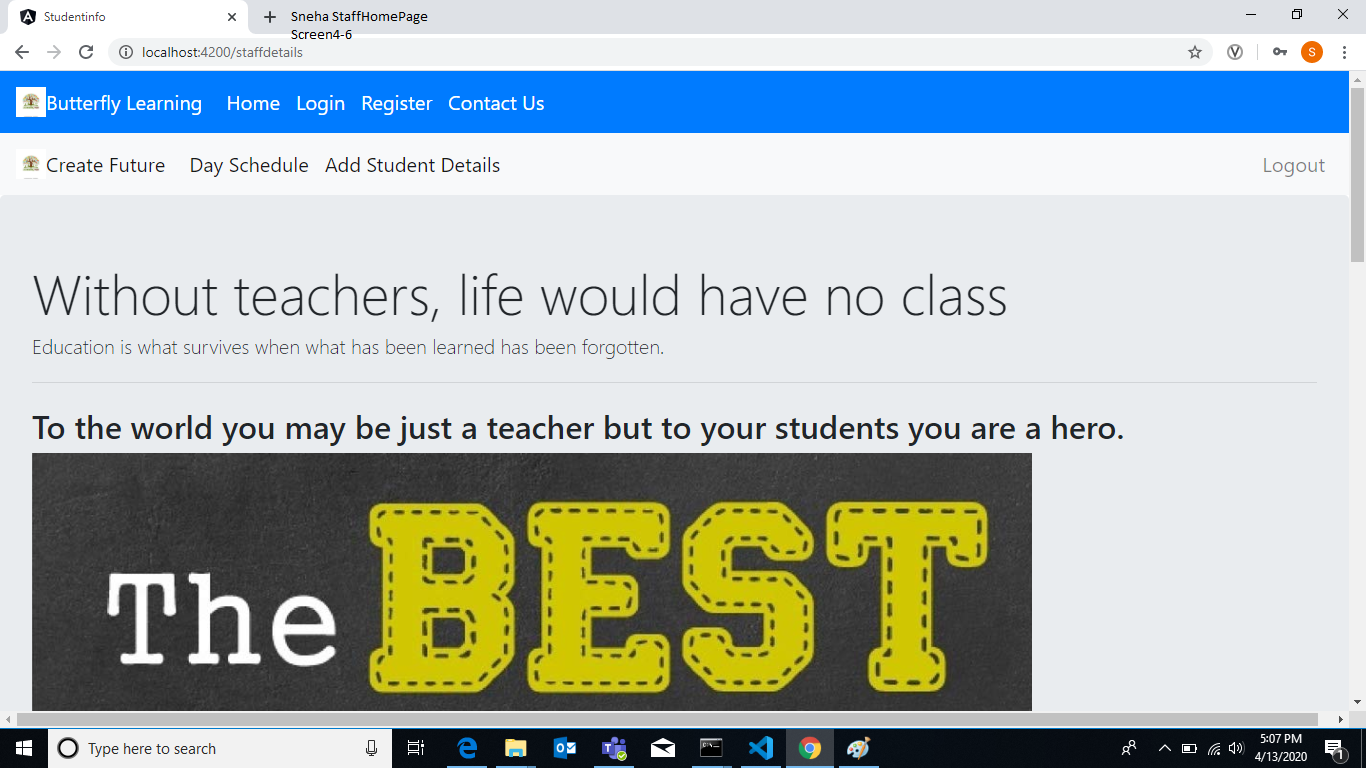 Studentinfo
Sneha StaffHomePage
Screen4-6
localhost:4200/staffdetails
S
Butterfly Learning Home Login Register Contact Us
Create Future Day Schedule Add Student Details Logout
Without teachers, life would have no class
Education is what survives when what has been learned has been forgotten.
To the world you may be just a teacher but to your students you are a hero.
The BEST
Type here to search
5:07 PM
4/13/2020
1